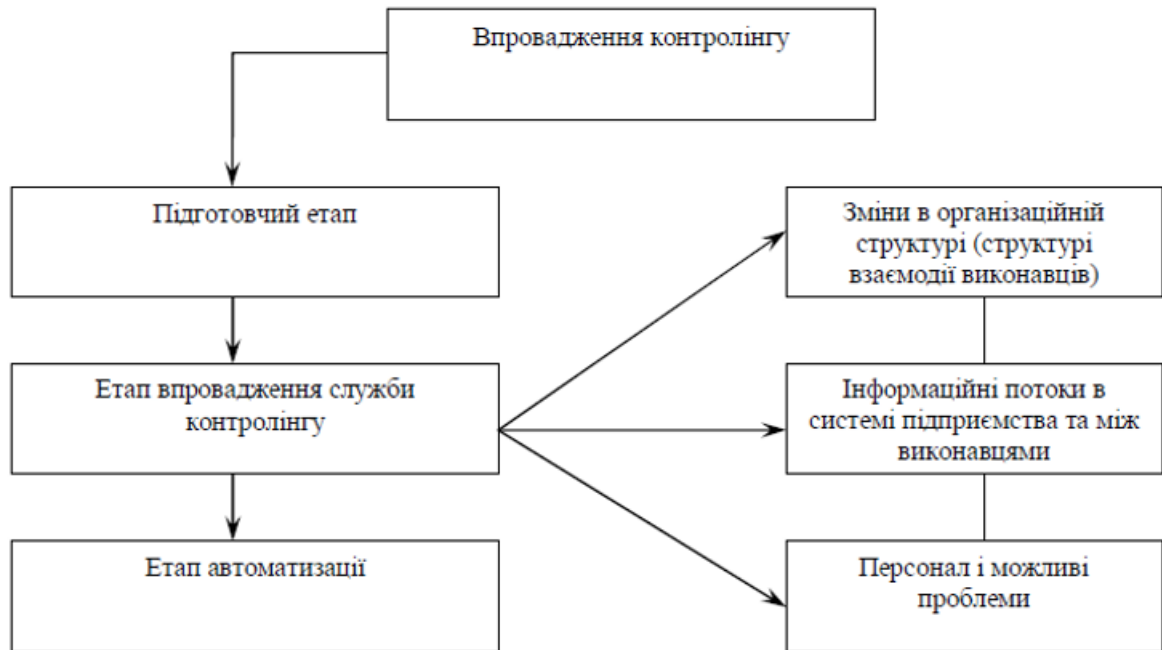 Впровадження контролінгу
Підготовчий етап
Зміни в організаційній
структурі (структурі
взаємодії виконавців)
Етап впровадження служби
контролінгу
Інформаційні потоки в
системі підприємства та між
виконавцями
Етап автоматизації
Персонал і можливі
проблеми